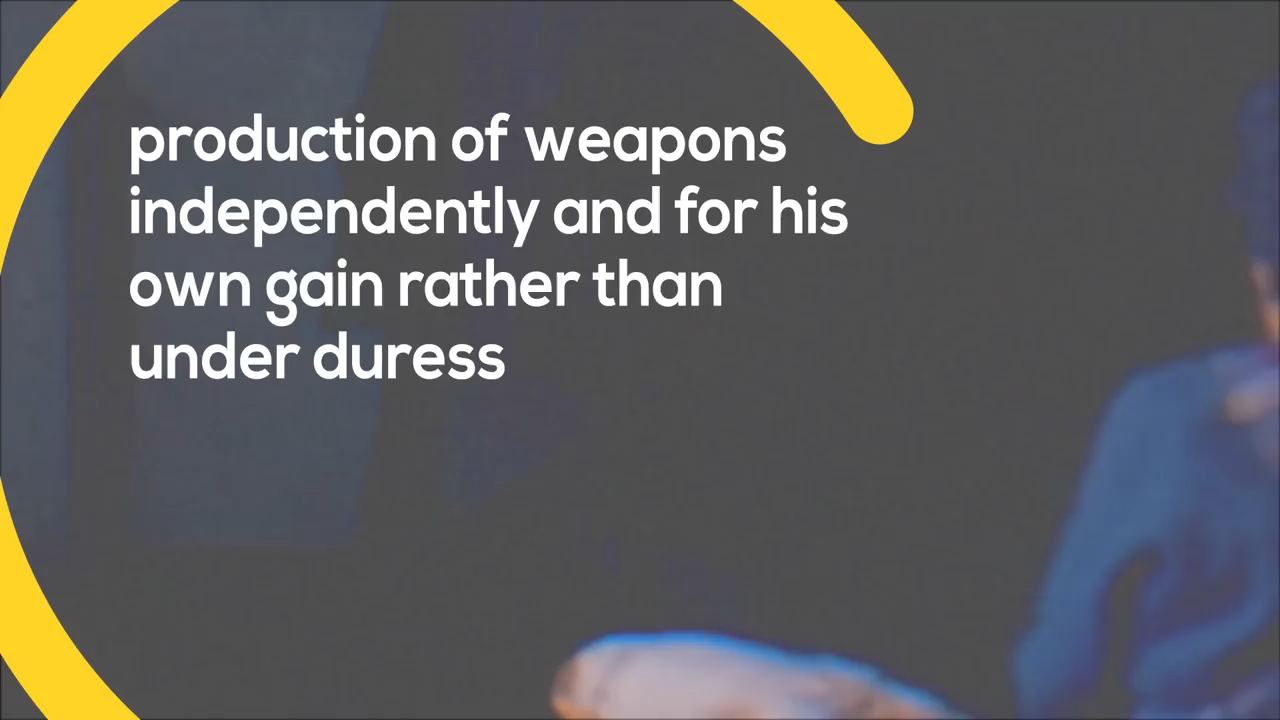 production of weapons
independently and for his
own gain rather than
under duress